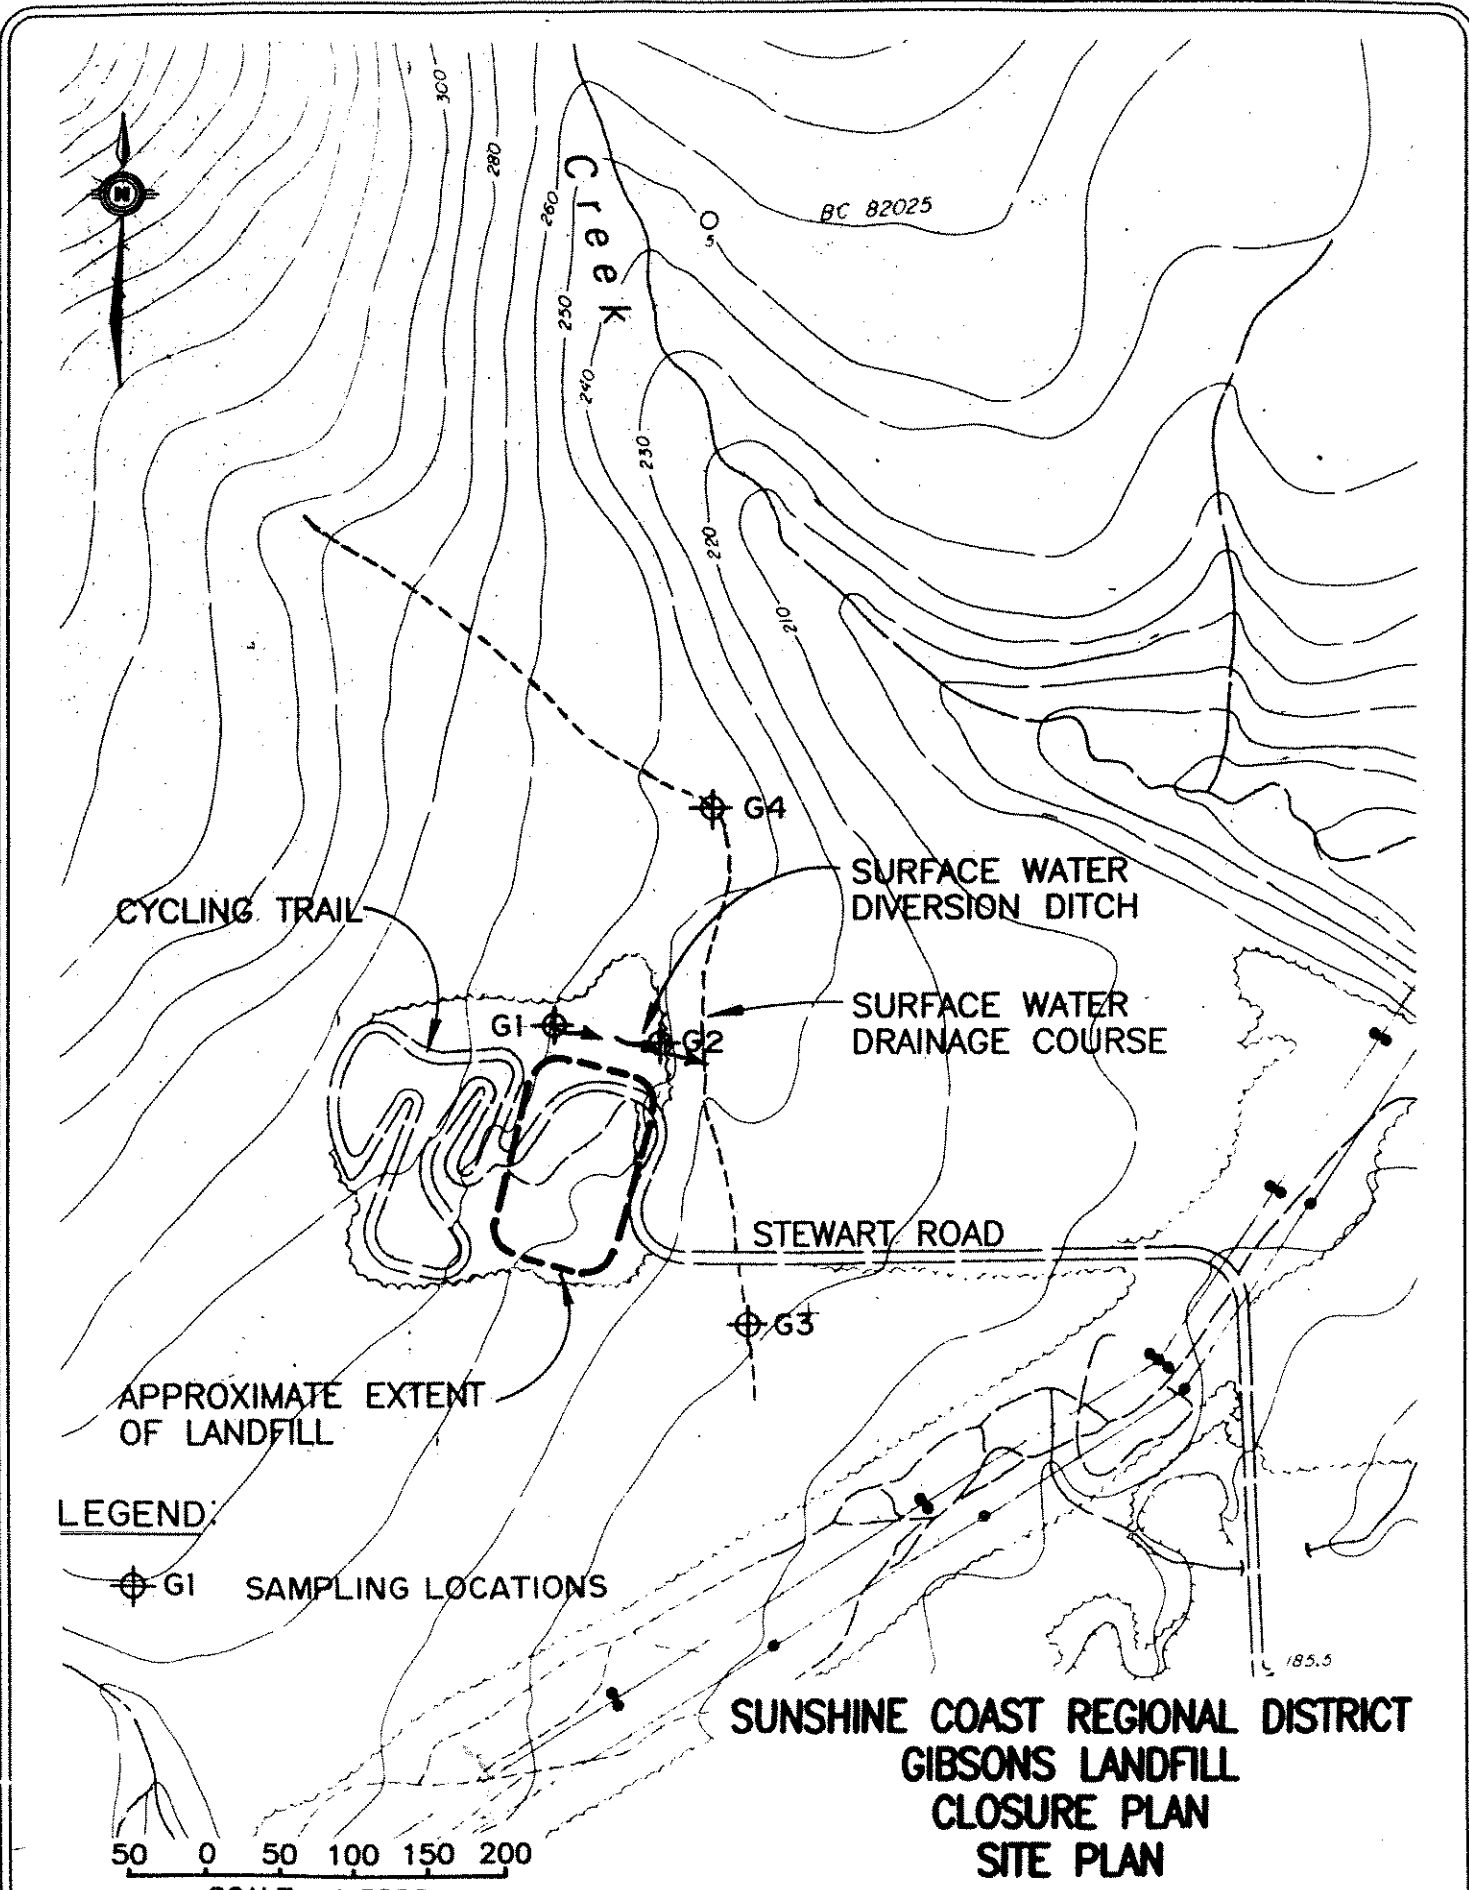 300
280
260
Creek
BC 82025
5
N
250
240
230
220
210
G4
SURFACE WATER
DIVERSION DITCH
CYCLING TRAIL
SURFACE WATER
DRAINAGE COURSE
G1
G2
STEWART ROAD
G3
APPROXIMATE EXTENT
OF LANDFILL
LEGEND:
G1 SAMPLING LOCATIONS
185.5
SUNSHINE COAST REGIONAL DISTRICT
GIBSONS LANDFILL
CLOSURE PLAN
SITE PLAN
50 0 50 100 150 200